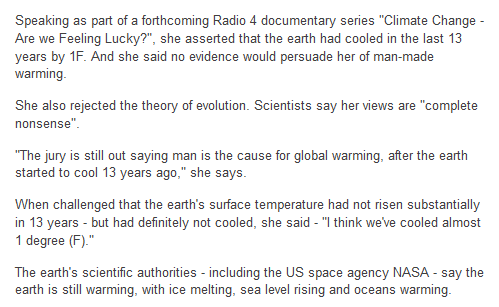 Speaking as part of a forthcoming Radio 4 documentary series "Climate Change -
Are we Feeling Lucky?", she asserted that the earth had cooled in the last 13
years by 1F. And she said no evidence would persuade her of man-made
warming.
She also rejected the theory of evolution. Scientists say her views are "complete
nonsense".
"The jury is still out saying man is the cause for global warming, after the earth
started to cool 13 years ago," she says.
When challenged that the earth's surface temperature had not risen substantially
in 13 years - but had definitely not cooled, she said - "I think we've cooled almost
1 degree (F)."
The earth's scientific authorities - including the US space agency NASA - say the
earth is still warming, with ice melting, sea level rising and oceans warming.